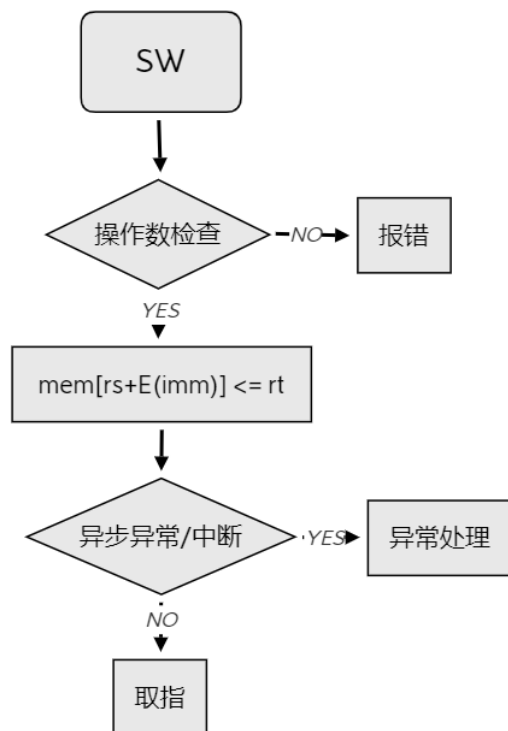 SW
操作数检查
NO
报错
YES
mem[rs+E(imm)] <= rt
异步异常/中断
YES
异常处理
NO
取指